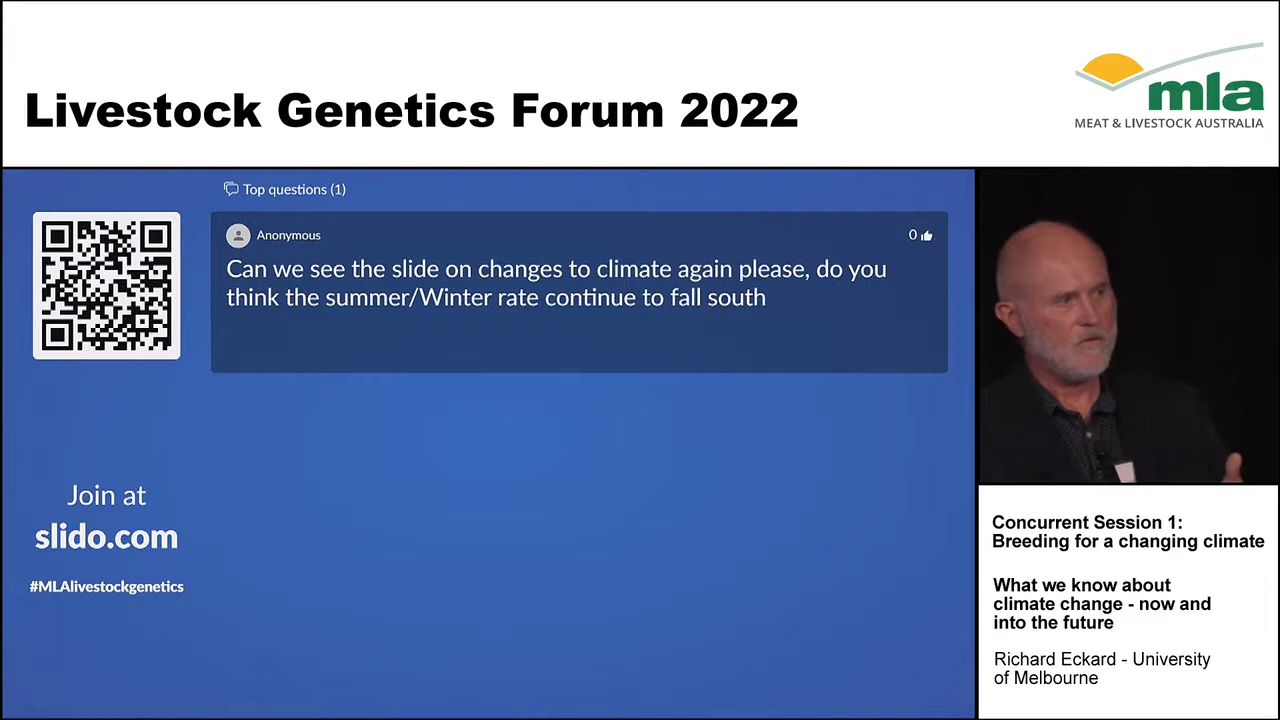 Livestock Genetics Forum 2022
mla
MEAT & LIVESTOCK AUSTRALIA
Top questions (1)
Anonymous
0
Can we see the slide on changes to climate again please, do you
think the summer/Winter rate continue to fall south
Join at
slido.com
#MLAlivestockgenetics
Concurrent Session 1:
Breeding for a changing climate
What we know about
climate change - now and
into the future
Richard Eckard - University
of Melbourne